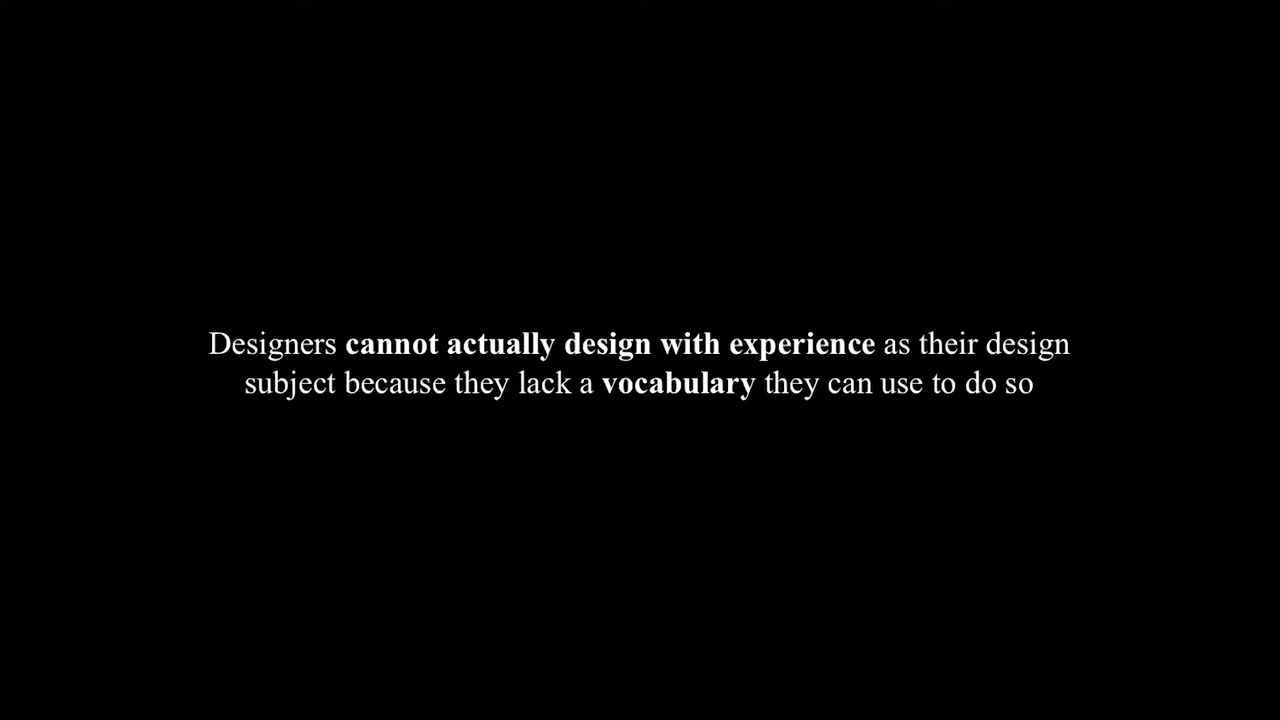 Designers cannot actually design with experience as their design
subject because they lack a vocabulary they can use to do so